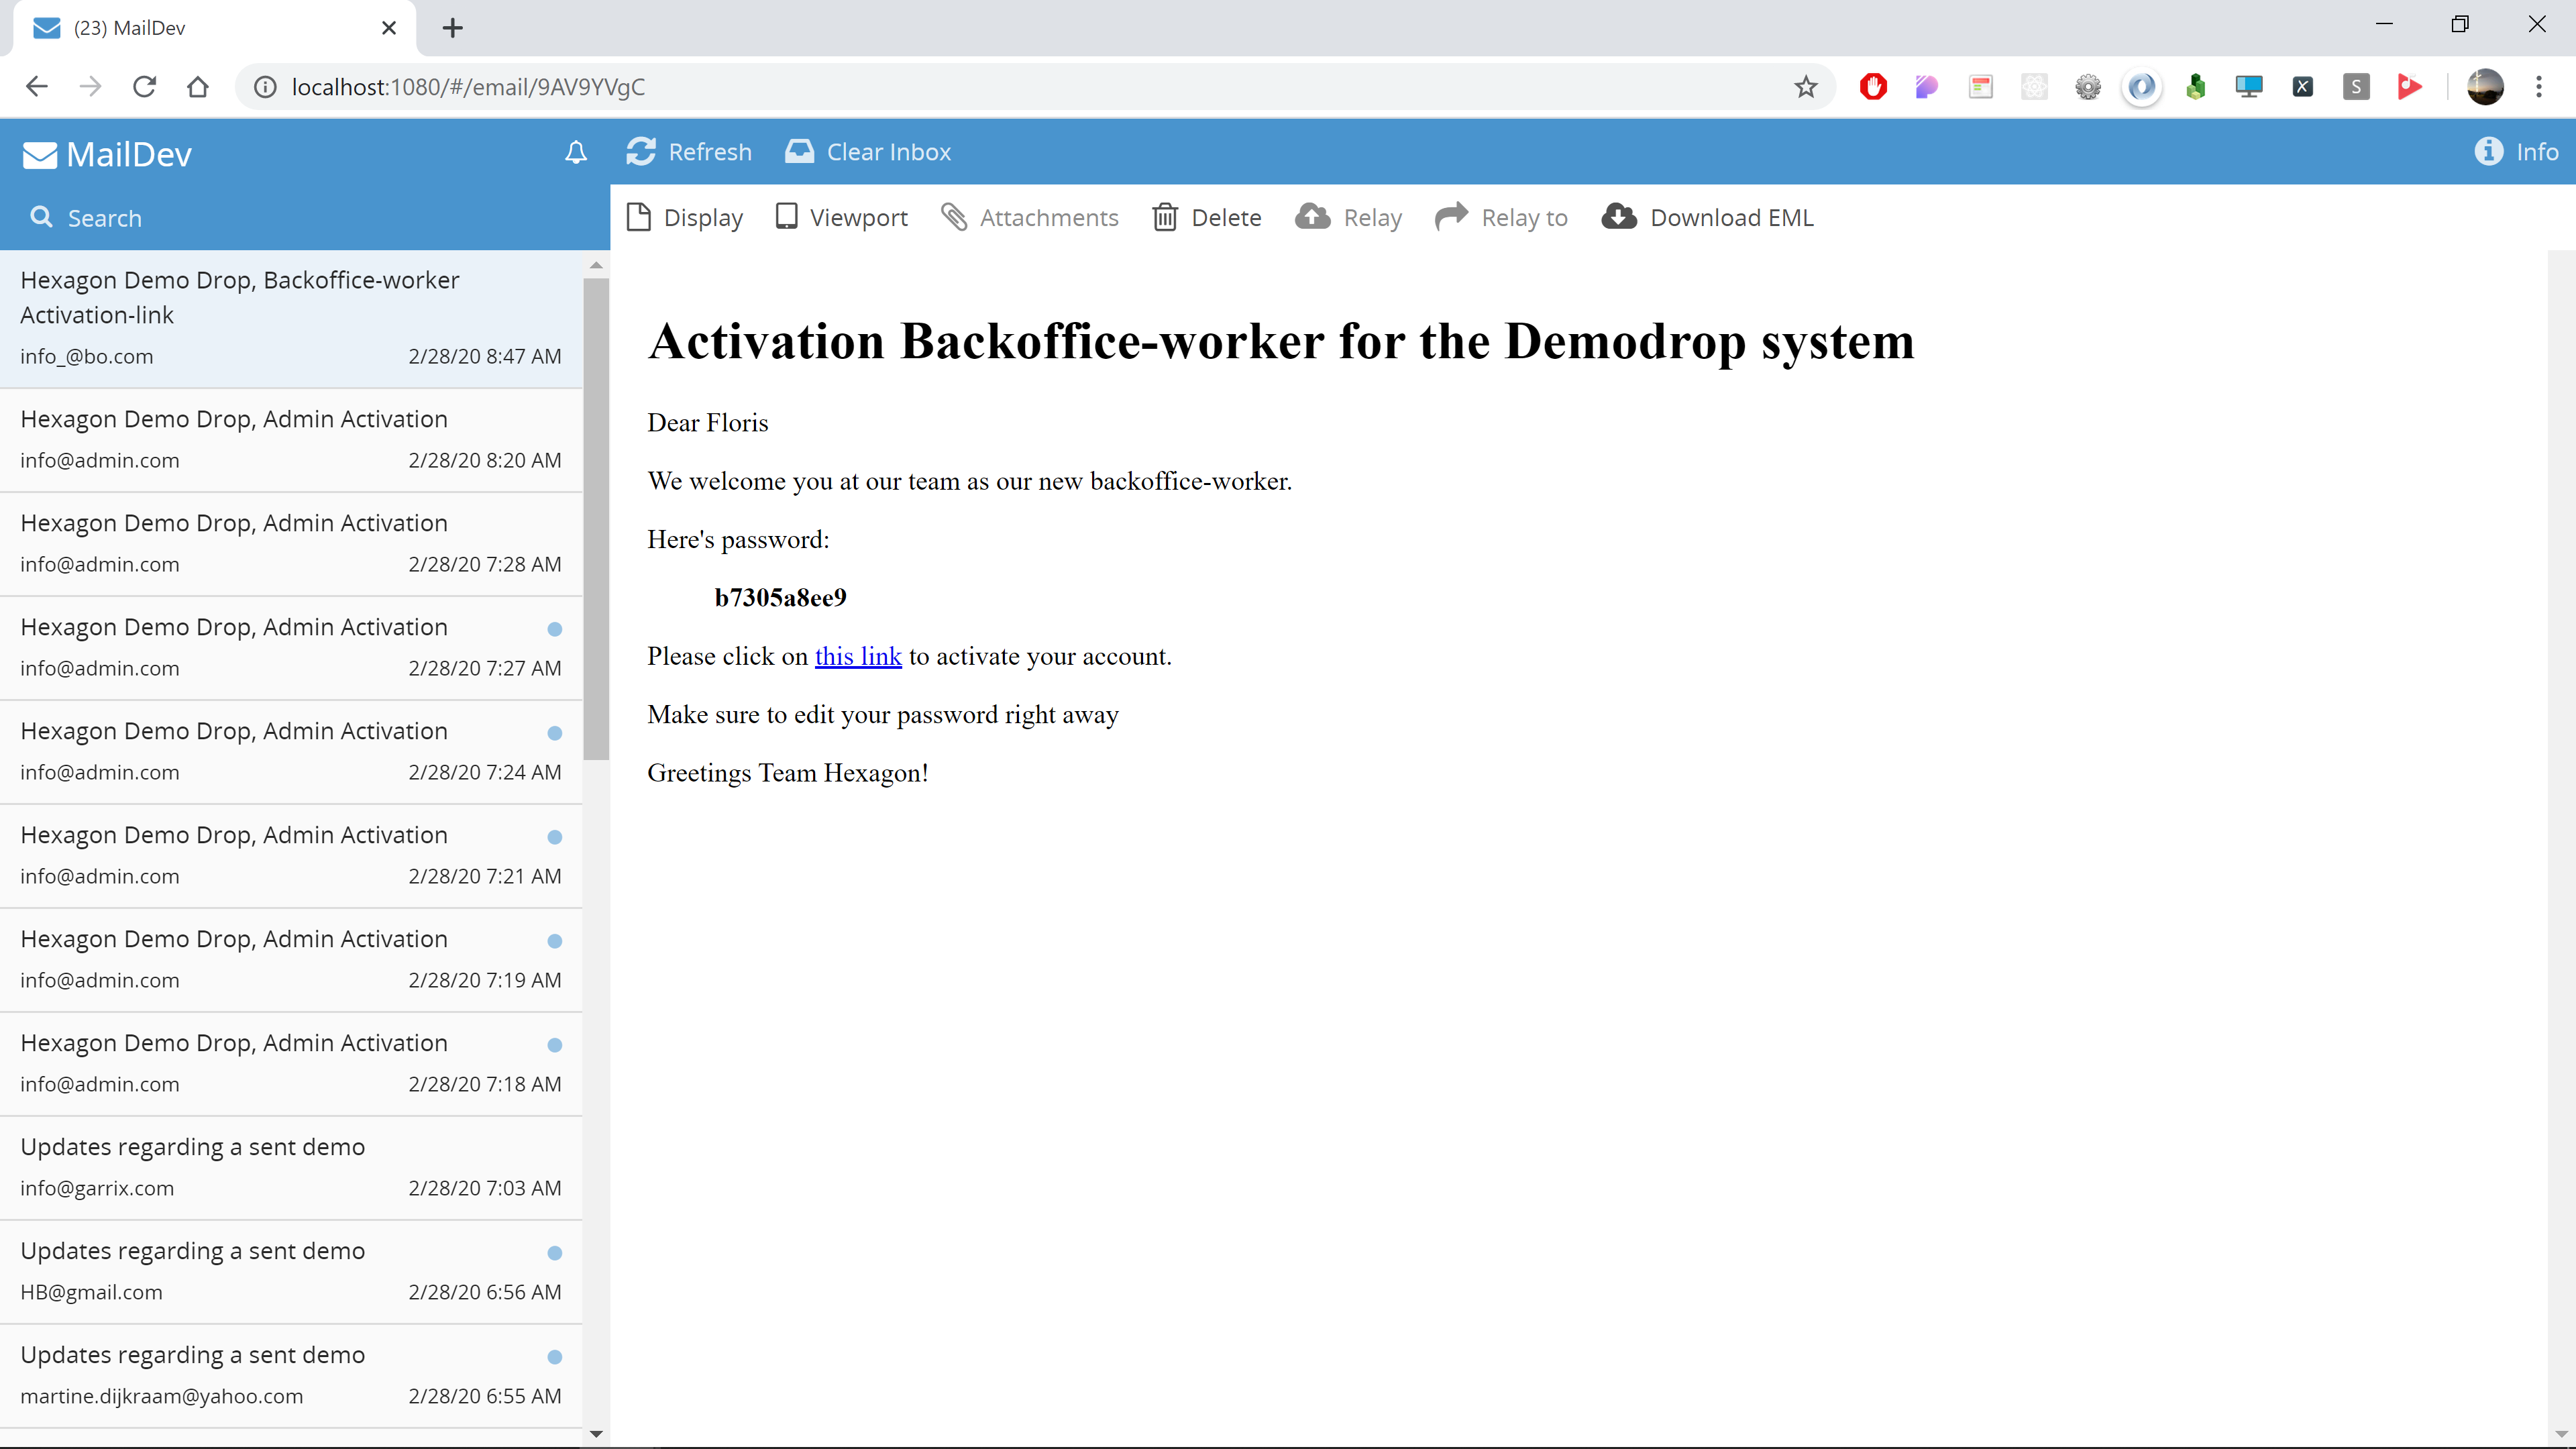 (23) MailDev
localhost:1080/#/email/9AV9YVgC
MailDev
Refresh
Clear Inbox
Info
Search
Display
Viewport
Attachments
Delete
Relay
Relay to
Download EML
Hexagon Demo Drop, Backoffice-worker
Activation-link
info_@bo.com 2/28/20 8:47 AM
Hexagon Demo Drop, Admin Activation
info@admin.com 2/28/20 8:20 AM
Hexagon Demo Drop, Admin Activation
info@admin.com 2/28/20 7:28 AM
Hexagon Demo Drop, Admin Activation
info@admin.com 2/28/20 7:27 AM
Hexagon Demo Drop, Admin Activation
info@admin.com 2/28/20 7:24 AM
Hexagon Demo Drop, Admin Activation
info@admin.com 2/28/20 7:21 AM
Hexagon Demo Drop, Admin Activation
info@admin.com 2/28/20 7:19 AM
Hexagon Demo Drop, Admin Activation
info@admin.com 2/28/20 7:18 AM
Updates regarding a sent demo
info@garrix.com 2/28/20 7:03 AM
Updates regarding a sent demo
HB@gmail.com 2/28/20 6:56 AM
Updates regarding a sent demo
martine.dijkraam@yahoo.com 2/28/20 6:55 AM
Activation Backoffice-worker for the Demodrop system
Dear Floris
We welcome you at our team as our new backoffice-worker.
Here's password:
b7305a8ee9
Please click on this link to activate your account.
Make sure to edit your password right away
Greetings Team Hexagon!